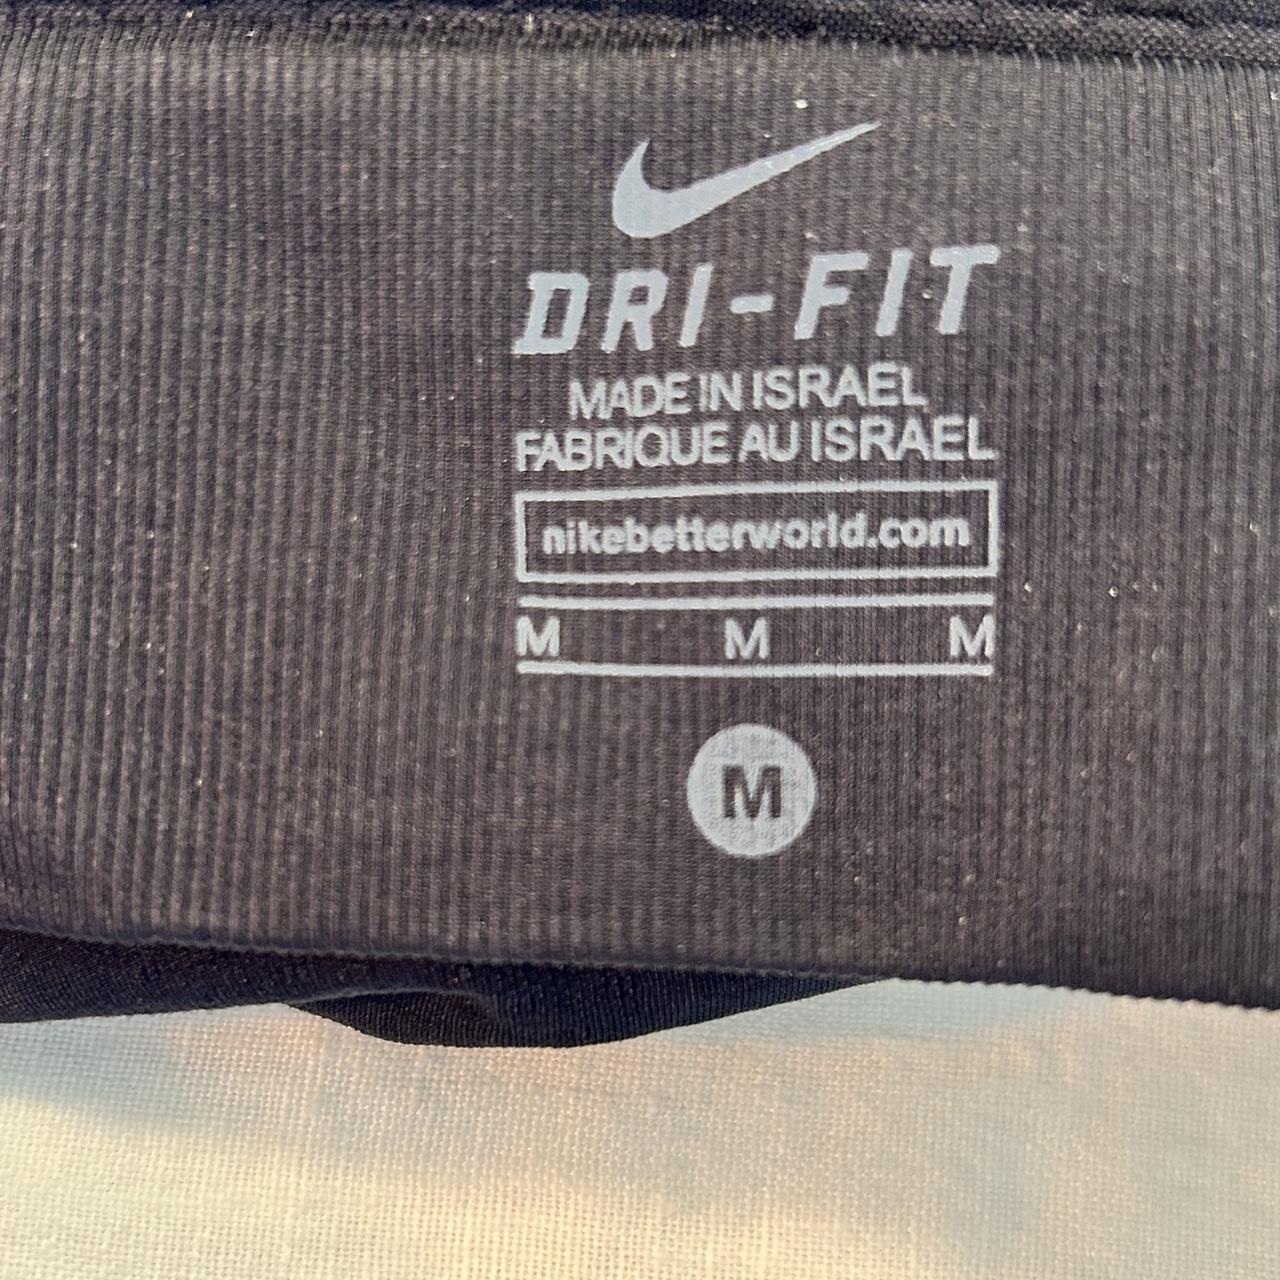 DRI-FIT
MADE IN ISRAEL
FABRIQUE AU ISRAEL
nikebetterworld.com
M M M
M